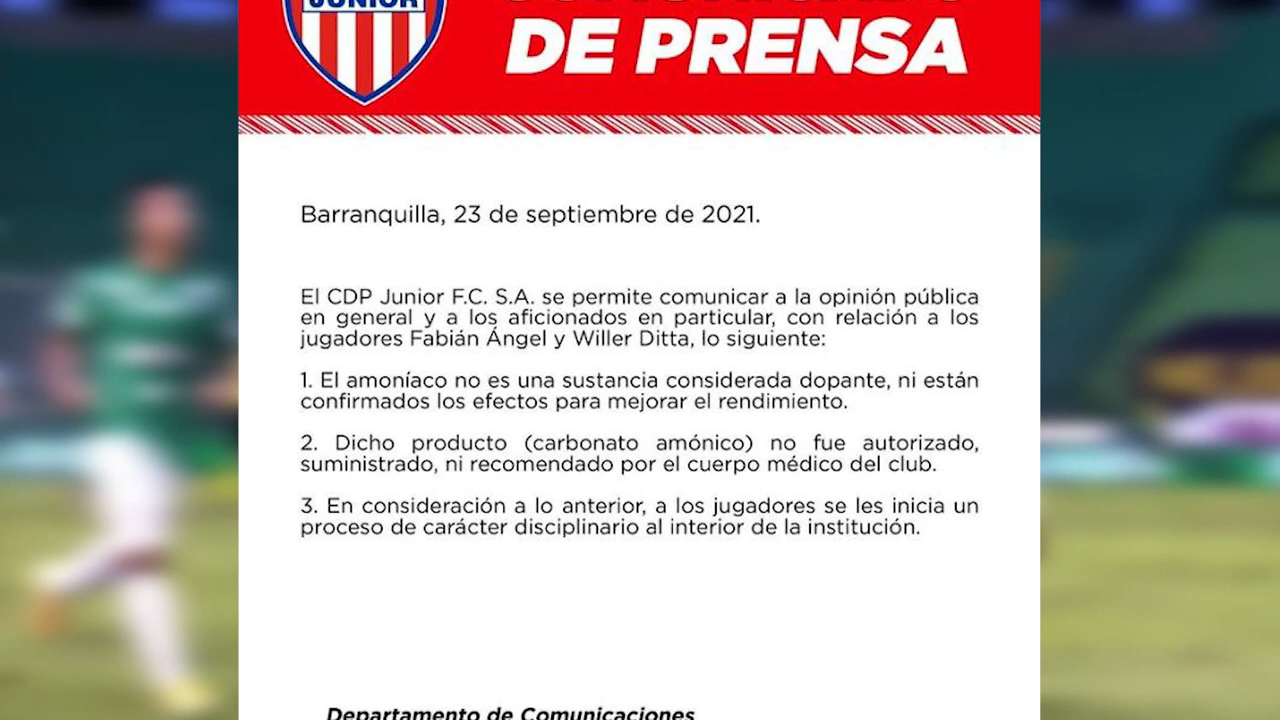 JUNIOR
COMUNICADO
DE PRENSA
Barranquilla, 23 de septiembre de 2021.
El CDP Junior F.C. S.A. se permite comunicar a la opinión pública
en general y a los aficionados en particular, con relación a los
jugadores Fabián Ángel y Willer Ditta, lo siguiente:
1. El amoníaco no es una sustancia considerada dopante, ni están
confirmados los efectos para mejorar el rendimiento.
2. Dicho producto (carbonato amónico) no fue autorizado,
suministrado, ni recomendado por el cuerpo médico del club.
3. En consideración a lo anterior, a los jugadores se les inicia un
proceso de carácter disciplinario al interior de la institución.
Departamento de Comunicaciones